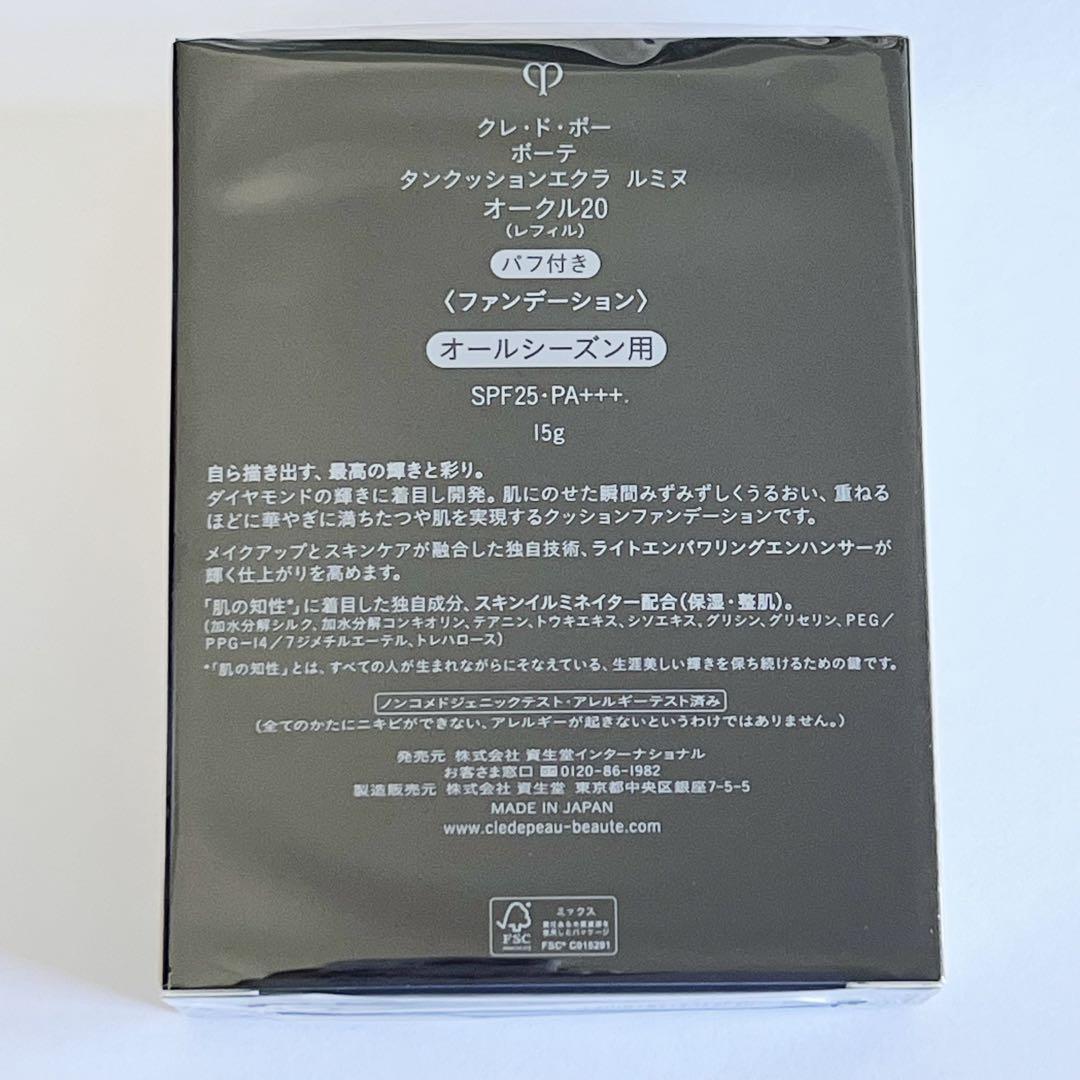 クレ・ド・ポー
ボーテ
タンクッションエクラ ルミヌ
オークル20
(レフィル)
パフ付き
〈ファンデーション〉
オールシーズン用
SPF25・PA+++.
15g
自ら描き出す、最高の輝きと彩り。
ダイヤモンドの輝きに着目し開発。肌にのせた瞬間みずみずしくうるおい、重ねる
ほどに華やぎに満ちたつや肌を実現するクッションファンデーションです。
メイクアップとスキンケアが融合した独自技術、ライトエンパワリングエンハンサーが
輝く仕上がりを高めます。
「肌の知性*」に着目した独自成分、スキンイルミネイター配合(保湿・整肌)。
(加水分解シルク、加水分解コンキオリン、テアニン、トウキエキス、シソエキス、グリシン、グリセリン、PEG/
PPG-14/7ジメチルエーテル、トレハロース)
*「肌の知性」とは、すべての人が生まれながらにそなえている、生涯美しい輝きを保ち続けるための鍵です。
ノンコメドジェニックテスト・アレルギーテスト済み
(全てのかたにニキビができない、アレルギーが起きないというわけではありません。)
発売元 株式会社 資生堂インターナショナル
お客さま窓口 0120-86-1982
製造販売元 株式会社 資生堂 東京都中央区銀座7-5-5
MADE IN JAPAN
www.cledepeau-beaute.com
FSC
ミックス
FSC® C015291